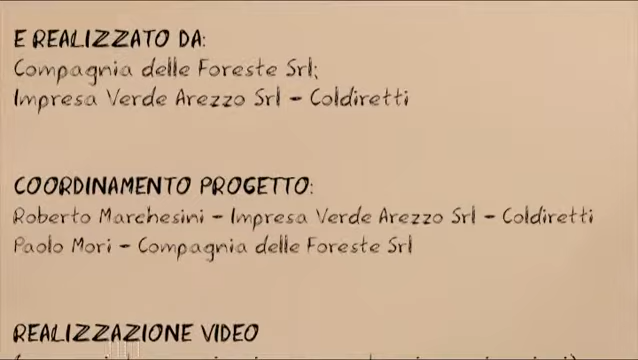 E REALIZZATO DA:
Compagnia delle Foreste Srl;
Impresa Verde Arezzo Srl - Coldiretti
COORDINAMENTO PROGETTO:
Roberto Marchesini - Impresa Verde Arezzo Srl - Coldiretti
Paolo Mori - Compagnia delle Foreste Srl
REALIZZAZIONE VIDEO